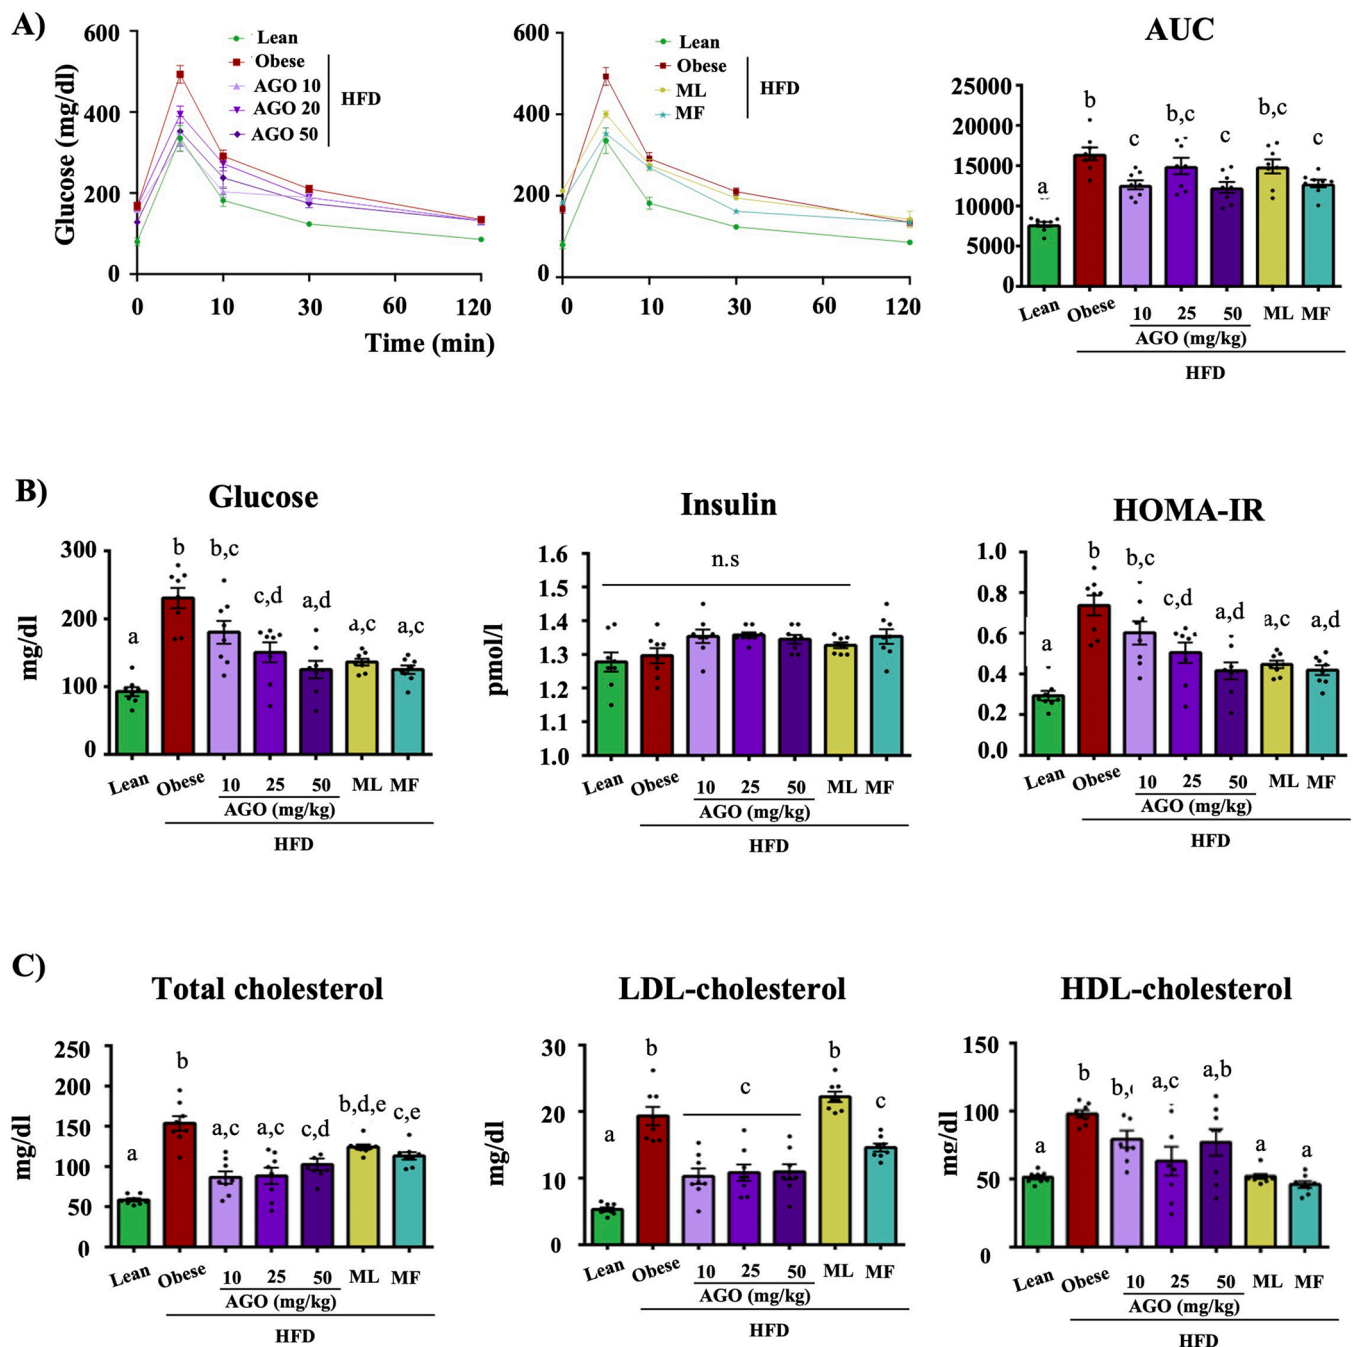 A)
600
400
200
0
Glucose (mg/dl)
Lean
Obese
AGO 10
AGO 20
AGO 50
HFD
0
10
30
60
120
Time (min)
600
400
200
0
Lean
Obese
ML
MF
HFD
0
10
30
60
120
AUC
25000
20000
15000
10000
5000
0
a
b
c
b,c
c
b,c
c
Lean
Obese
10
25
50
ML
MF
AGO (mg/kg)
HFD
B)
Glucose
mg/dl
300
200
100
0
a
b
b,c
c,d
a,d
a,c
a,c
Lean
Obese
10
25
50
ML
MF
AGO (mg/kg)
HFD
Insulin
pmol/l
1.6
1.5
1.4
1.3
1.2
1.1
1.0
n.s
Lean
Obese
10
25
50
ML
MF
AGO (mg/kg)
HFD
HOMA-IR
1.0
0.8
0.6
0.4
0.2
0.0
a
b
b,c
c,d
a,d
a,c
a,d
Lean
Obese
10
25
50
ML
MF
AGO (mg/kg)
HFD
C)
Total cholesterol
mg/dl
250
200
150
100
50
0
a
b
a,c
a,c
c,d
b,d,e
c,e
Lean
Obese
10
25
50
ML
MF
AGO (mg/kg)
HFD
LDL-cholesterol
mg/dl
30
20
10
0
a
b
c
b
c
Lean
Obese
10
25
50
ML
MF
AGO (mg/kg)
HFD
HDL-cholesterol
mg/dl
150
100
50
0
a
b
a,c
a,b
a
a
Lean
Obese
10
25
50
ML
MF
AGO (mg/kg)
HFD